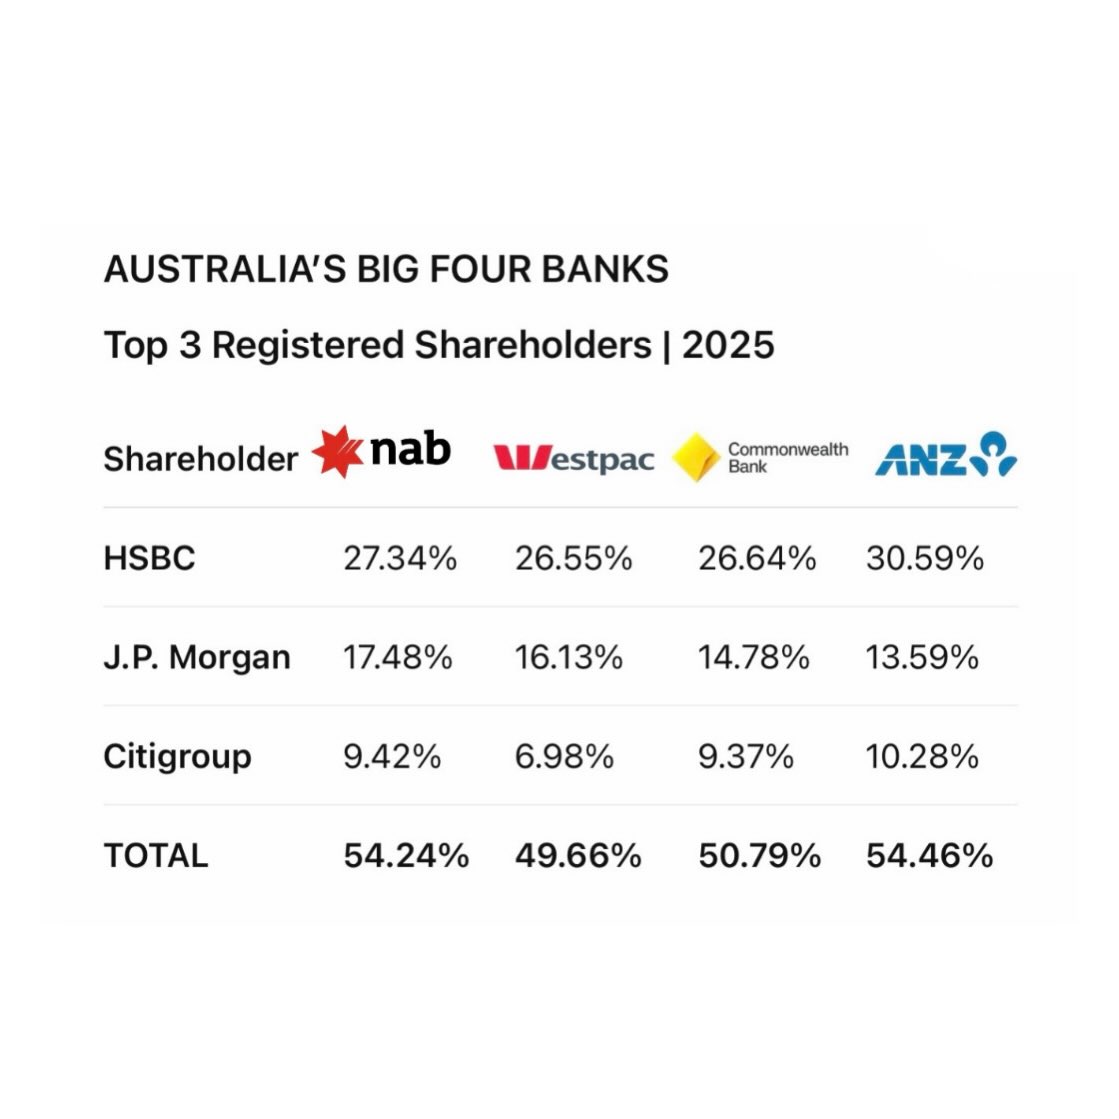 AUSTRALIA'S BIG FOUR BANKS
Top 3 Registered Shareholders | 2025
Shareholder nab Westpac Commonwealth Bank ANZ
HSBC 27.34% 26.55% 26.64% 30.59%
J.P. Morgan 17.48% 16.13% 14.78% 13.59%
Citigroup 9.42% 6.98% 9.37% 10.28%
TOTAL 54.24% 49.66% 50.79% 54.46%